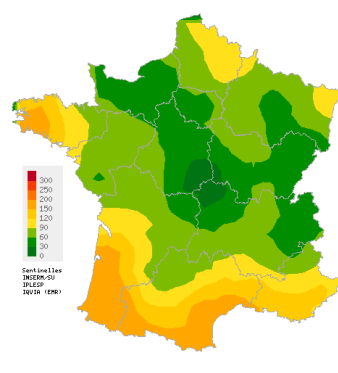 300
250
200
150
120
90
60
30
0
Sentinelles
INSERM/SU
IPLESP
IQVIA (EMR)